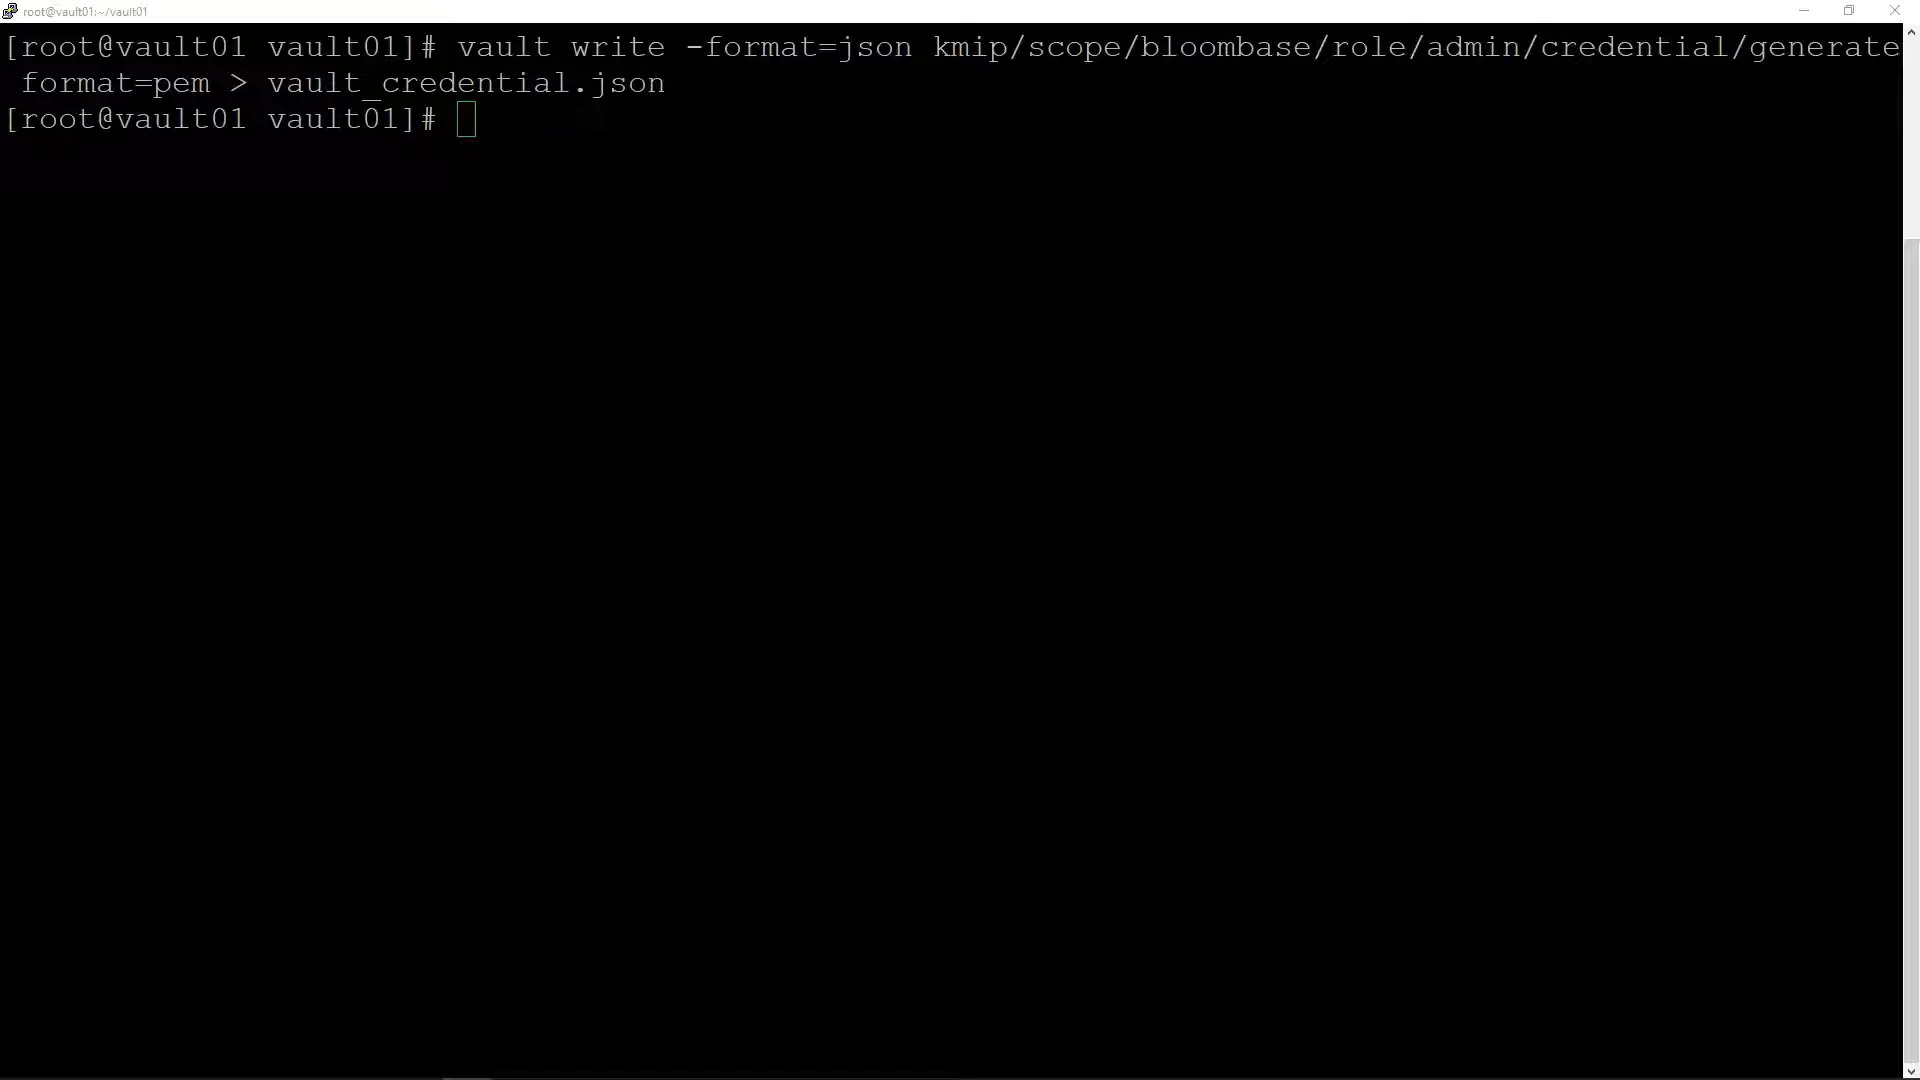 root@vault01:~/vault01
[root@vault01 vault01]# vault write -format=json kmip/scope/bloombase/role/admin/credential/generate
format=pem > vault_credential.json
[root@vault01 vault01]#